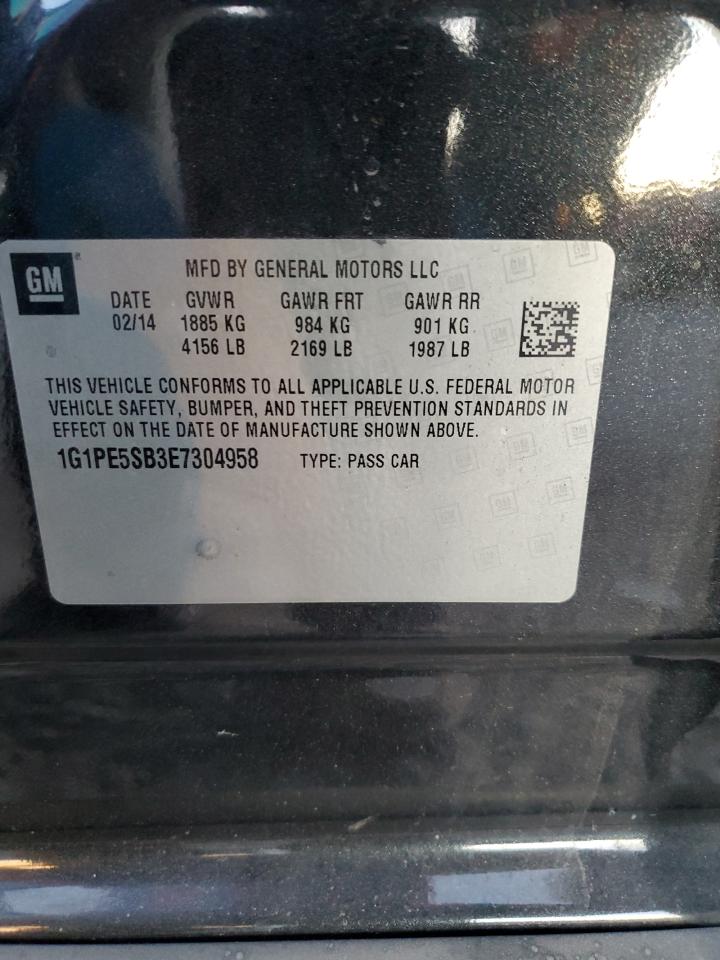 GM
MFD BY GENERAL MOTORS LLC
DATE GVWR GAWR FRT GAWR RR
02/14 1885 KG 984 KG 901 KG
4156 LB 2169 LB 1987 LB
THIS VEHICLE CONFORMS TO ALL APPLICABLE U.S. FEDERAL MOTOR
VEHICLE SAFETY, BUMPER, AND THEFT PREVENTION STANDARDS IN
EFFECT ON THE DATE OF MANUFACTURE SHOWN ABOVE.
1G1PE5SB3E7304958 TYPE: PASS CAR